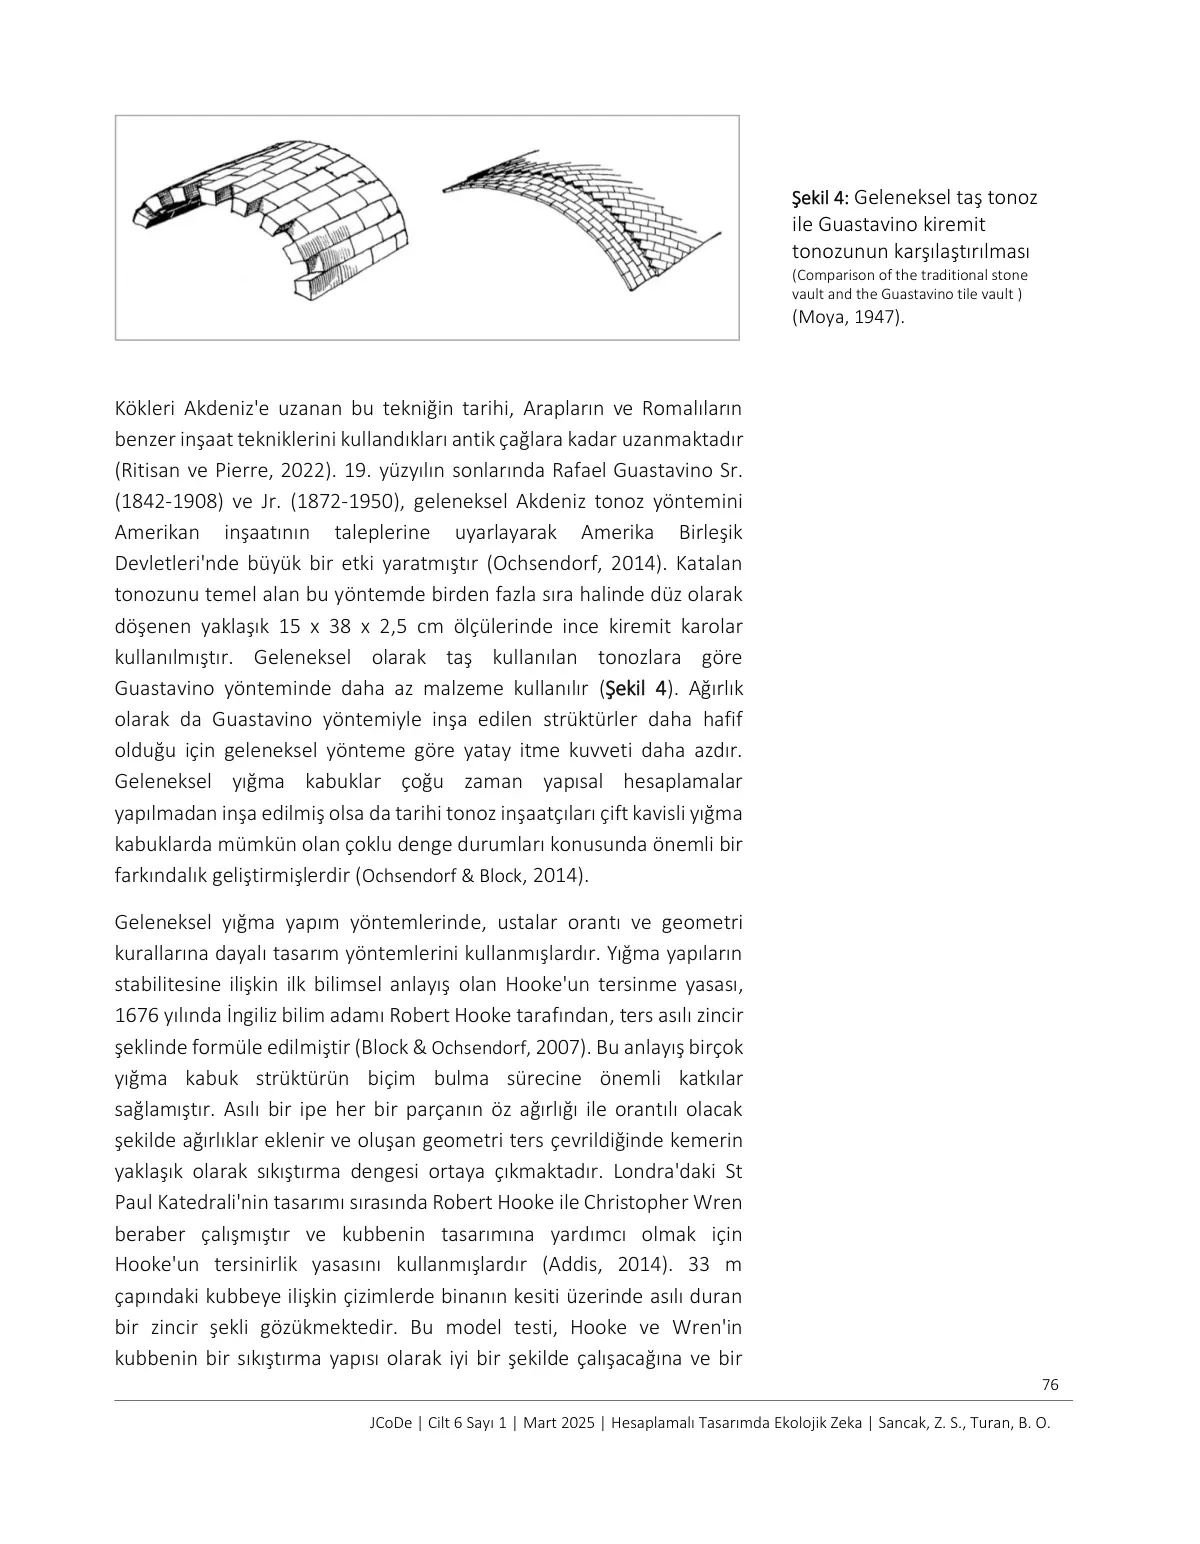 Şekil 4: Geleneksel taş tonoz
ile Guastavino kiremit
tonozunun karşılaştırılması
(Comparison of the traditional stone
vault and the Guastavino tile vault )
(Moya, 1947).
Kökleri Akdeniz'e uzanan bu tekniğin tarihi, Arapların ve Romalıların
benzer inşaat tekniklerini kullandıkları antik çağlara kadar uzanmaktadır
(Ritisan ve Pierre, 2022). 19. yüzyılın sonlarında Rafael Guastavino Sr.
(1842-1908) ve Jr. (1872-1950), geleneksel Akdeniz tonoz yöntemini
Amerikan inşaatının taleplerine uyarlayarak Amerika Birleşik
Devletleri'nde büyük bir etki yaratmıştır (Ochsendorf, 2014). Katalan
tonozunu temel alan bu yöntemde birden fazla sıra halinde düz olarak
döşenen yaklaşık 15 x 38 x 2,5 cm ölçülerinde ince kiremit karolar
kullanılmıştır. Geleneksel olarak taş kullanılan tonozlara göre
Guastavino yönteminde daha az malzeme kullanılır (Şekil 4). Ağırlık
olarak da Guastavino yöntemiyle inşa edilen strüktürler daha hafif
olduğu için geleneksel yönteme göre yatay itme kuvveti daha azdır.
Geleneksel yığma kabuklar çoğu zaman yapısal hesaplamalar
yapılmadan inşa edilmiş olsa da tarihi tonoz inşaatçıları çift kavisli yığma
kabuklarda mümkün olan çoklu denge durumları konusunda önemli bir
farkındalık geliştirmişlerdir (Ochsendorf & Block, 2014).
Geleneksel yığma yapım yöntemlerinde, ustalar orantı ve geometri
kurallarına dayalı tasarım yöntemlerini kullanmışlardır. Yığma yapıların
stabilitesine ilişkin ilk bilimsel anlayış olan Hooke'un tersinme yasası,
1676 yılında İngiliz bilim adamı Robert Hooke tarafından, ters asılı zincir
şeklinde formüle edilmiştir (Block & Ochsendorf, 2007). Bu anlayış birçok
yığma kabuk strüktürün biçim bulma sürecine önemli katkılar
sağlamıştır. Asılı bir ipe her bir parçanın öz ağırlığı ile orantılı olacak
şekilde ağırlıklar eklenir ve oluşan geometri ters çevrildiğinde kemerin
yaklaşık olarak sıkıştırma dengesi ortaya çıkmaktadır. Londra'daki St
Paul Katedrali'nin tasarımı sırasında Robert Hooke ile Christopher Wren
beraber çalışmıştır ve kubbenin tasarımına yardımcı olmak için
Hooke'un tersinirlik yasasını kullanmışlardır (Addis, 2014). 33 m
çapındaki kubbeye ilişkin çizimlerde binanın kesiti üzerinde asılı duran
bir zincir şekli gözükmektedir. Bu model testi, Hooke ve Wren'in
kubbenin bir sıkıştırma yapısı olarak iyi bir şekilde çalışacağına ve bir
76
JCoDe | Cilt 6 Sayı 1 | Mart 2025 | Hesaplamalı Tasarımda Ekolojik Zeka | Sancak, Z. S., Turan, B. O.